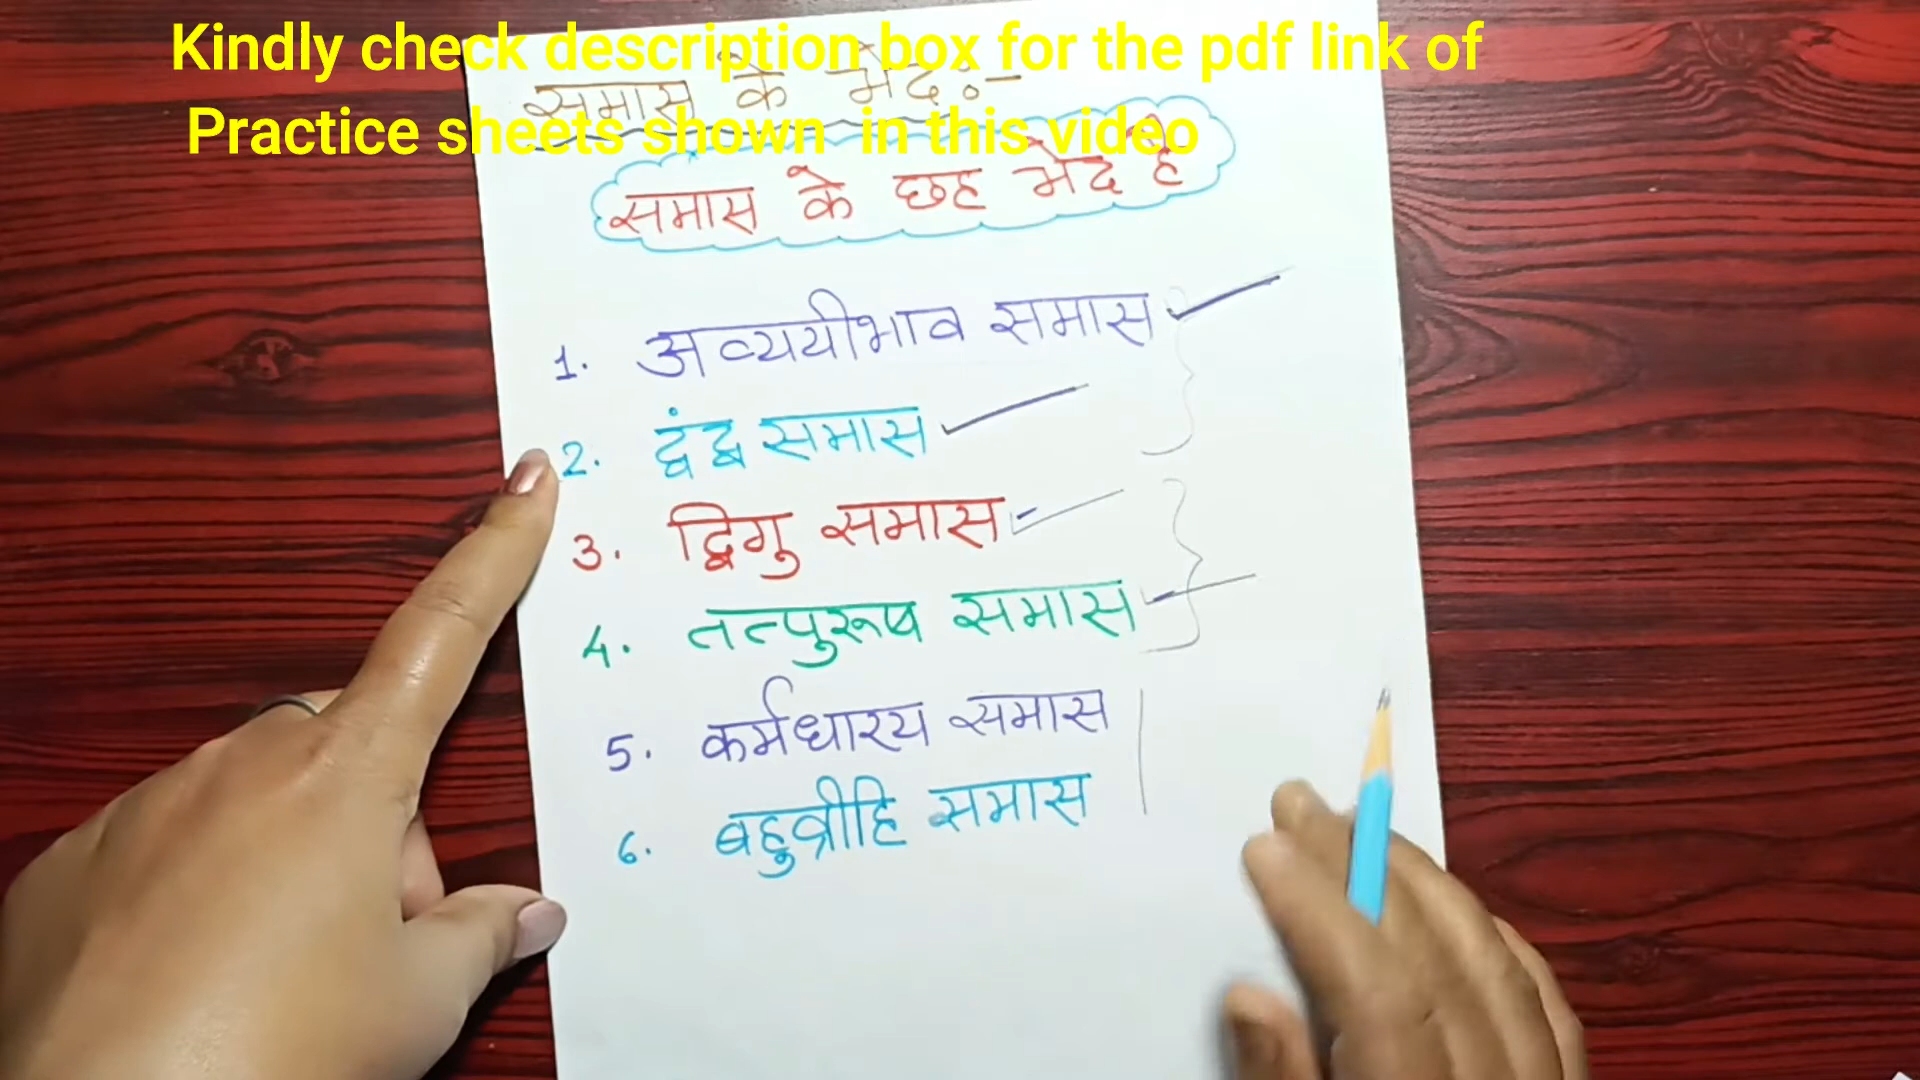 Kindly check description box for the pdf link of
Practice sheets shown in this video
समास के भेद :-
समास के छह भेद है
1. अव्ययीभाव समास
2. द्वंद्व समास
3. द्विगु समास
4. तत्पुरूष समास
5. कर्मधारय समास
6. बहुव्रीहि समास